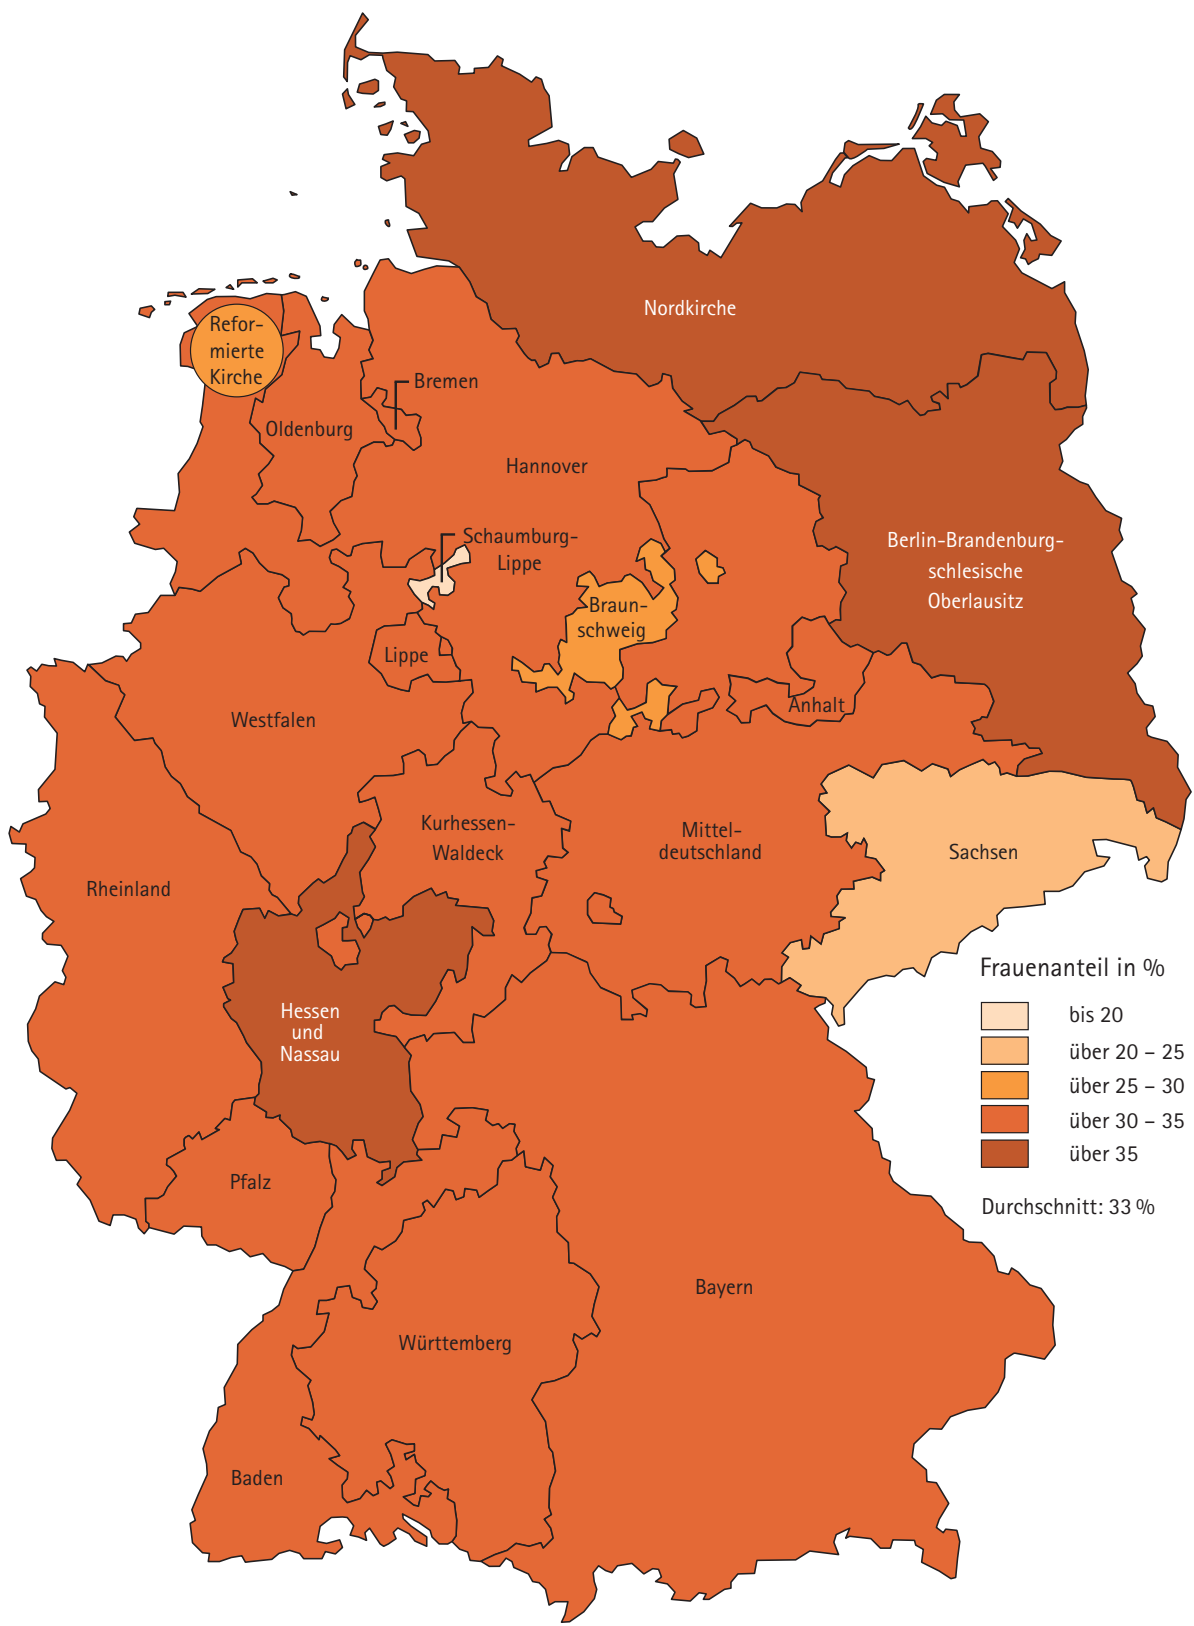 Nordkirche
Refor-
mierte
Kirche
Bremen
Oldenburg
Hannover
Schaumburg-
Lippe
Berlin-Brandenburg-
schlesische
Oberlausitz
Braun-
schweig
Lippe
Anhalt
Westfalen
Kurhessen-
Waldeck
Mittel-
deutschland
Sachsen
Rheinland
Hessen
und
Nassau
Frauenanteil in %
bis 20
über 20 – 25
über 25 – 30
über 30 – 35
über 35
Durchschnitt: 33 %
Pfalz
Bayern
Württemberg
Baden